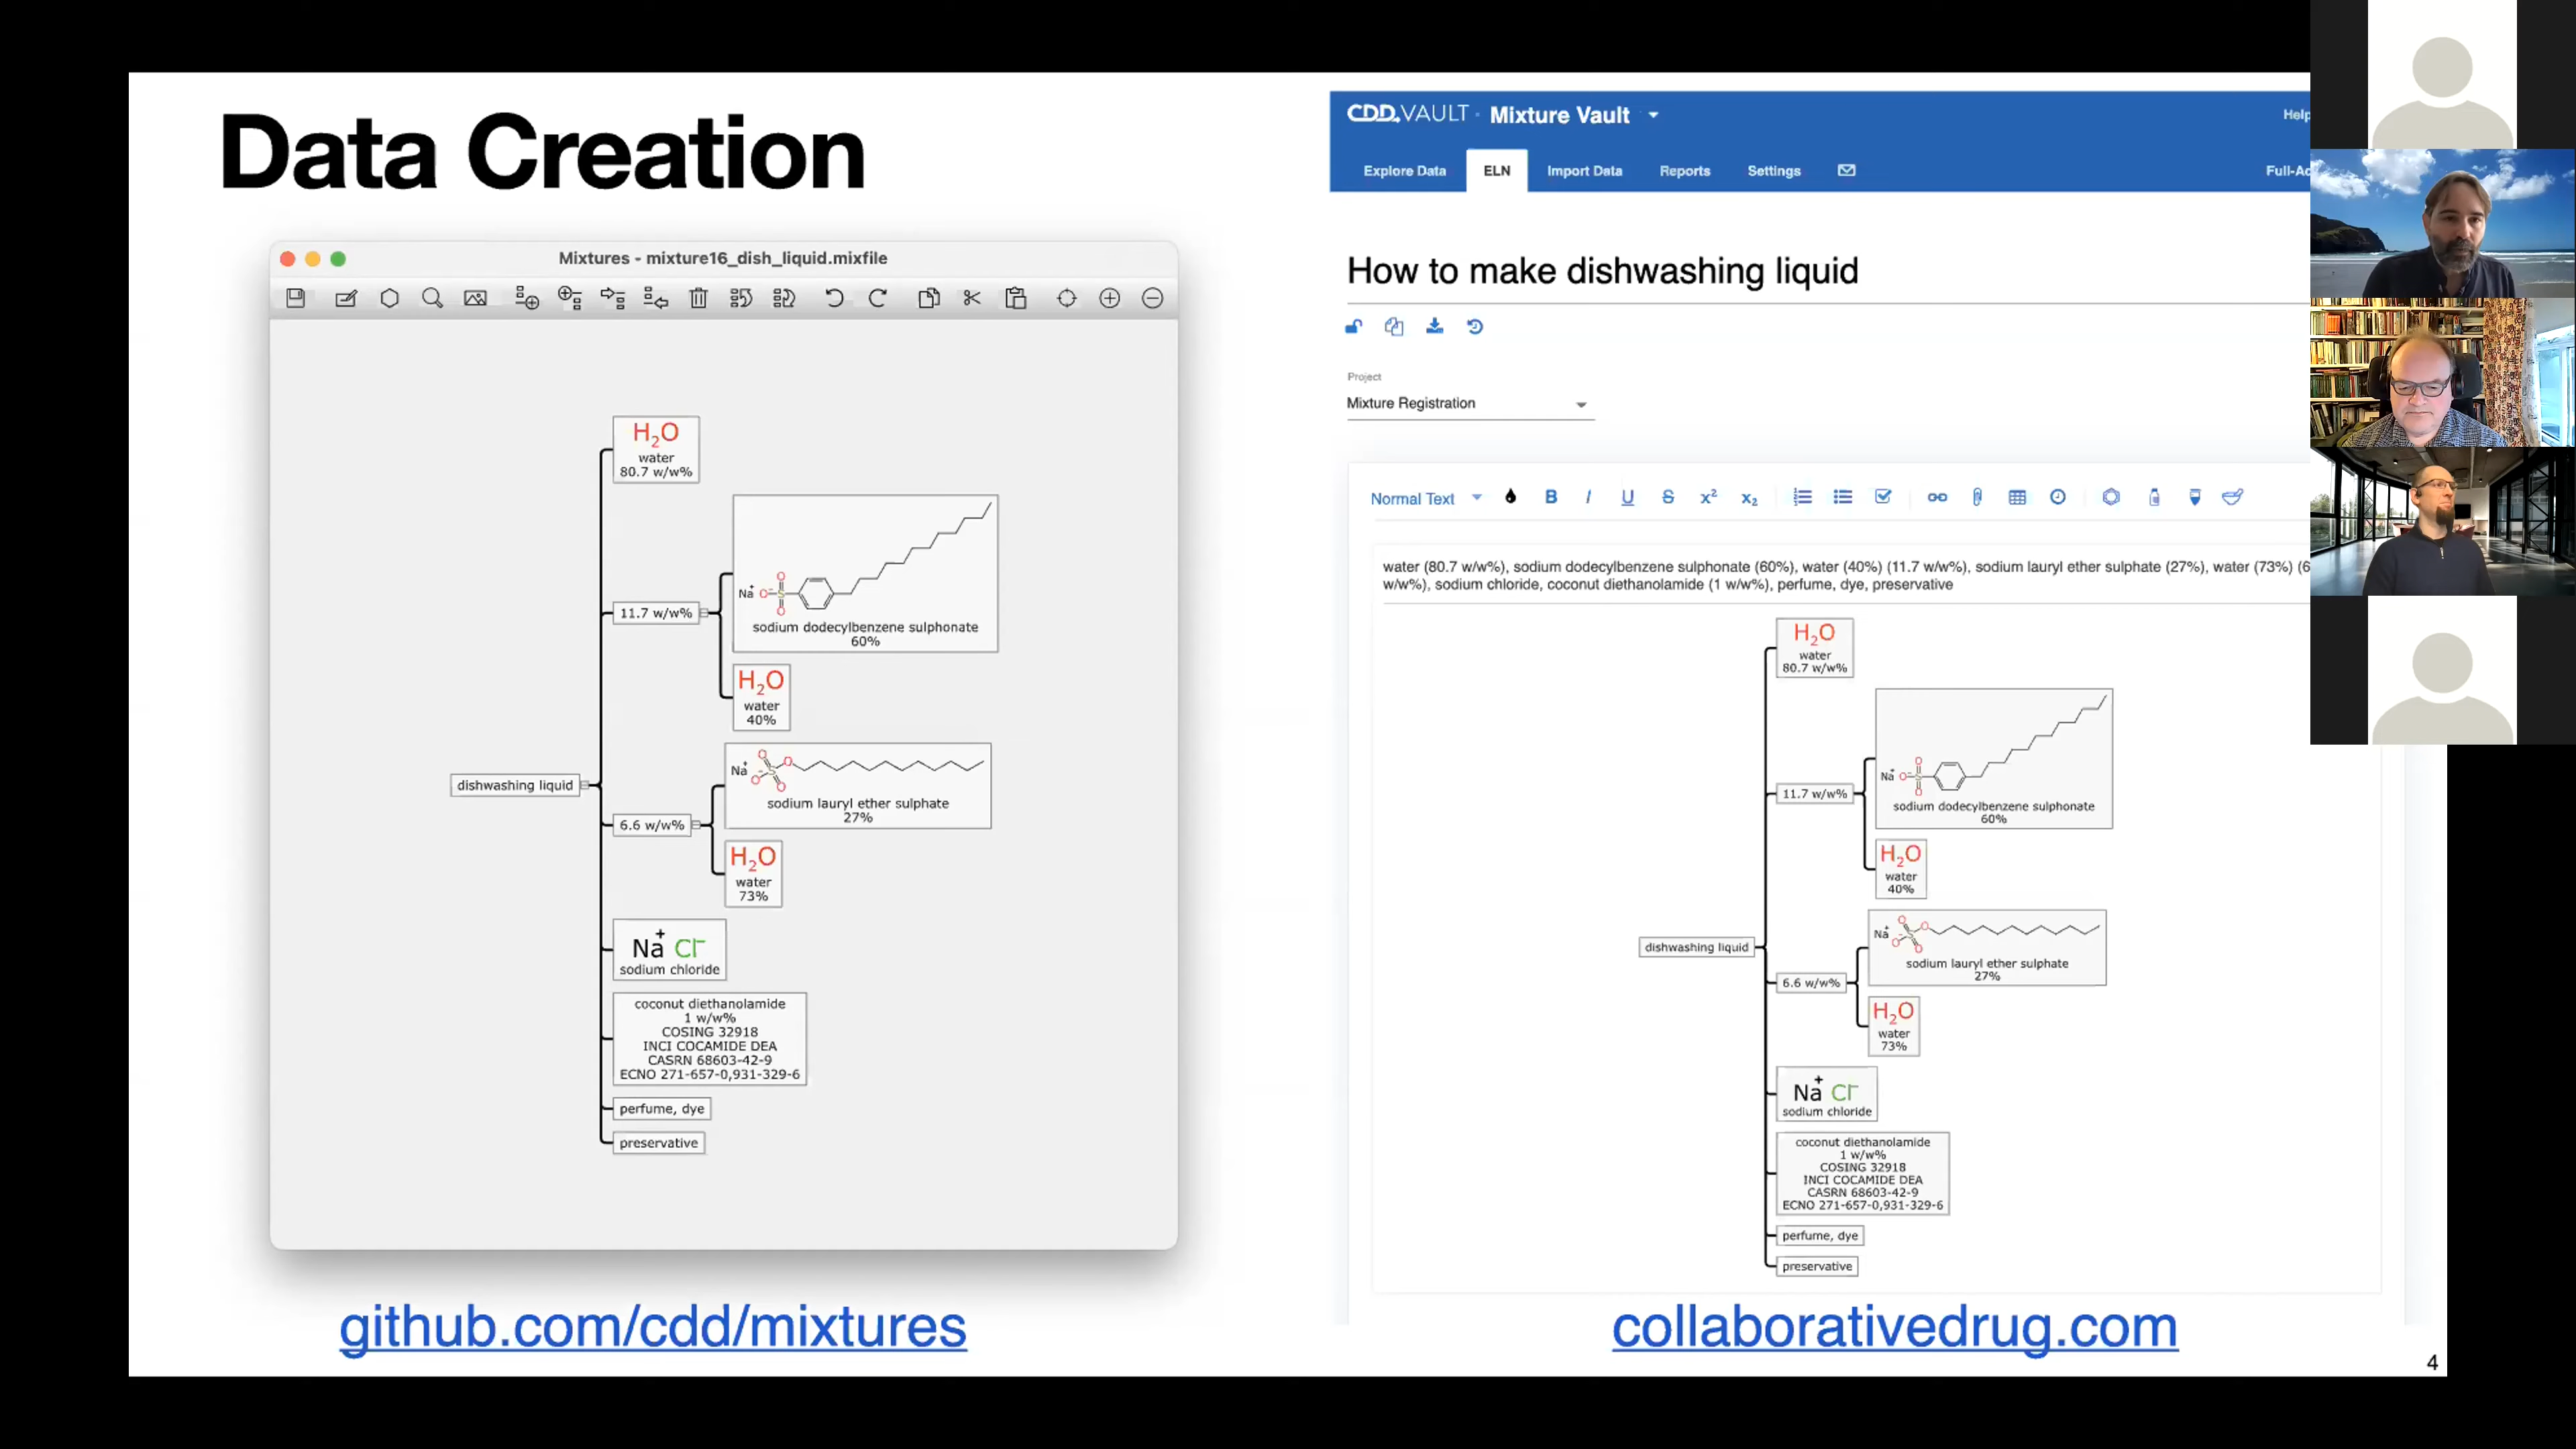 Data Creation
Mixtures - mixture16_dish_liquid.mixfile
H2O
water
80.7 w/w%
11.7 w/w%
Na+ O- S O O
sodium dodecylbenzene sulphonate
60%
H2O
water
40%
dishwashing liquid
6.6 w/w%
Na+ O O S O- O
sodium lauryl ether sulphate
27%
H2O
water
73%
Na+ Cl-
sodium chloride
coconut diethanolamide
1 w/w%
COSING 32918
INCI COCAMIDE DEA
CASRN 68603-42-9
ECNO 271-657-0,931-329-6
perfume, dye
preservative
github.com/cdd/mixtures
CDD VAULT Mixture Vault
Help
Explore Data ELN Import Data Reports Settings
Full-Ac
How to make dishwashing liquid
Project
Mixture Registration
Normal Text B I U S x² x₂
water (80.7 w/w%), sodium dodecylbenzene sulphonate (60%), water (40%) (11.7 w/w%), sodium lauryl ether sulphate (27%), water (73%) (6
w/w%), sodium chloride, coconut diethanolamide (1 w/w%), perfume, dye, preservative
H2O
water
80.7 w/w%
11.7 w/w%
Na O- S O O
sodium dodecylbenzene sulphonate
60%
H2O
water
40%
dishwashing liquid
6.6 w/w%
Na+ O O S O- O
sodium lauryl ether sulphate
27%
H2O
water
73%
Na+ Cl-
sodium chloride
coconut diethanolamide
1 w/w%
COSING 32918
INCI COCAMIDE DEA
CASRN 68603-42-9
ECNO 271-657-0,931-329-6
perfume, dye
preservative
collaborativedrug.com
4